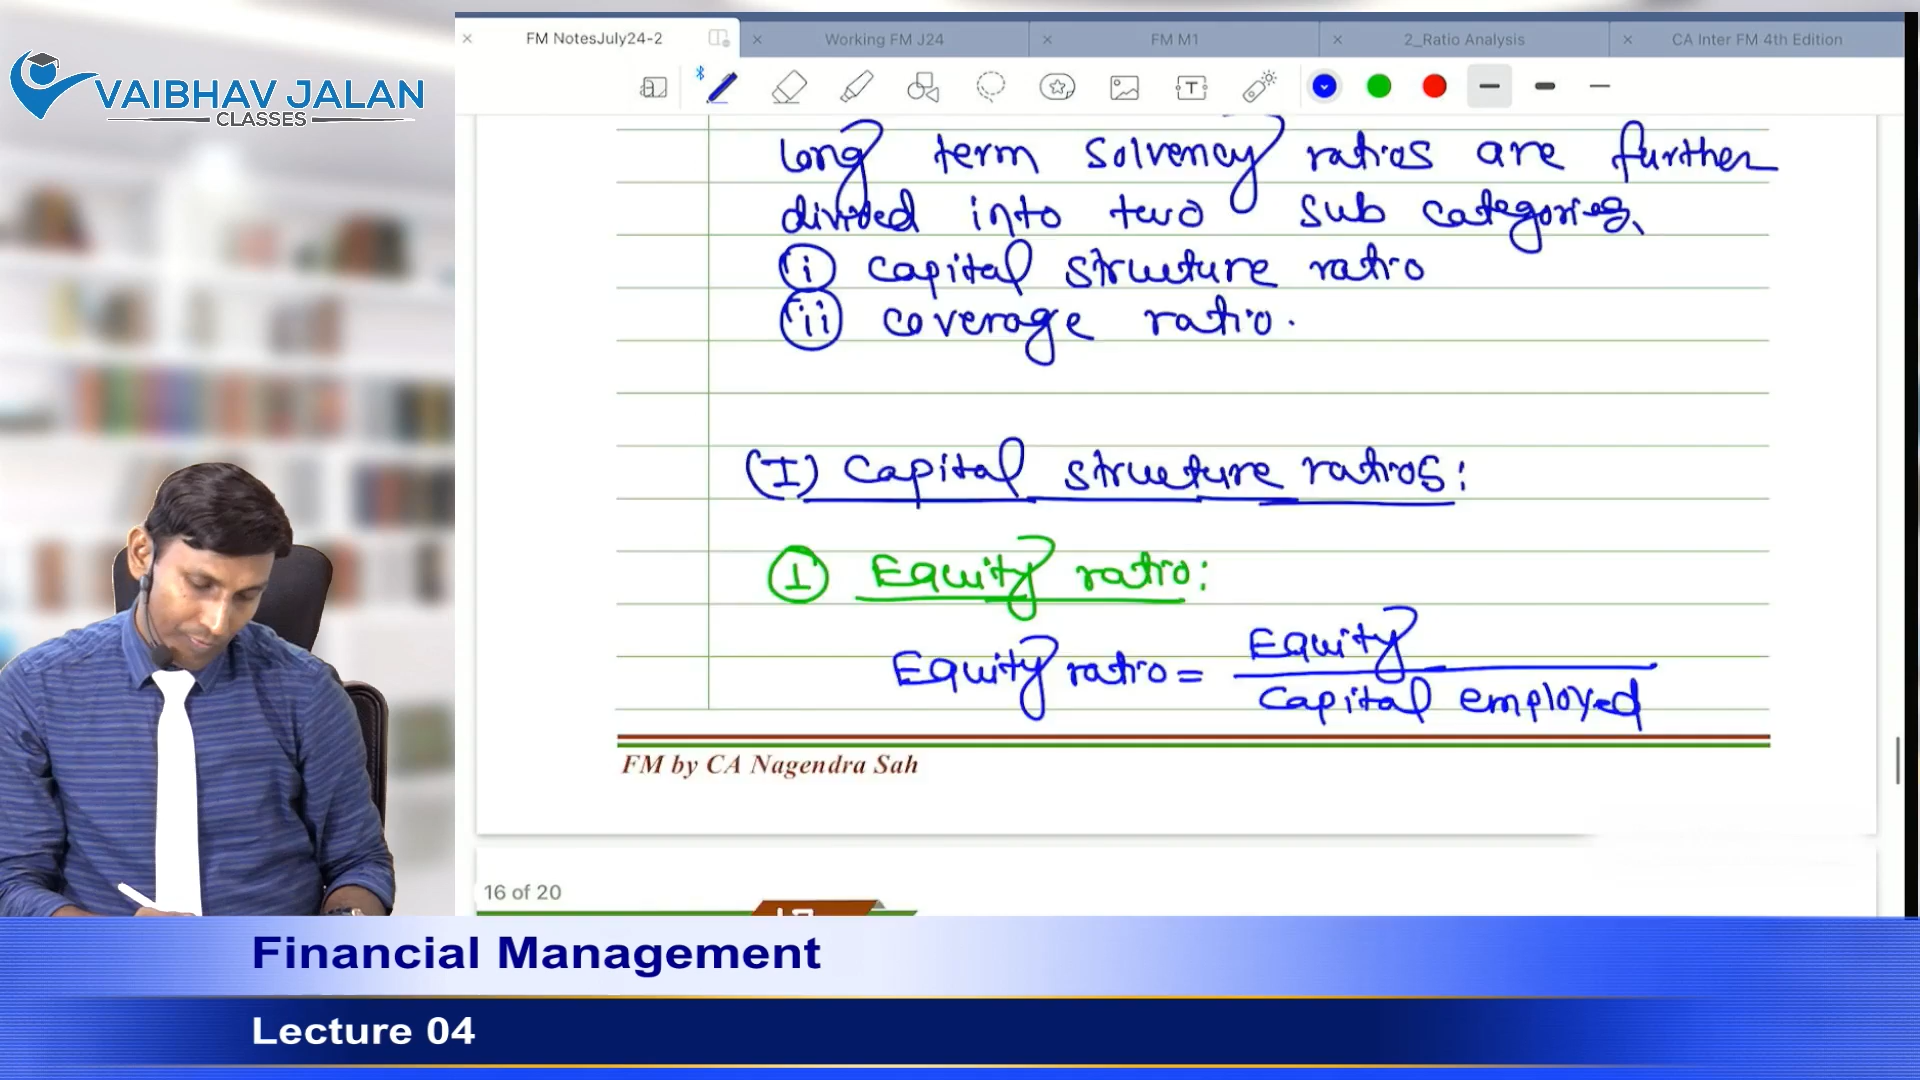 VAIBHAV JALAN
CLASSES
FM NotesJuly24-2
Working FM J24
FM M1
2_Ratio Analysis
CA Inter FM 4th Edition
long term solvency ratios are further
divided into two sub categories,
(i) capital structure ratio
(ii) coverage ratio.
(I) Capital structure ratios:
(1) Equity ratio:
Equity ratio = Equity
Capital employed
FM by CA Nagendra Sah
16 of 20
Financial Management
Lecture 04